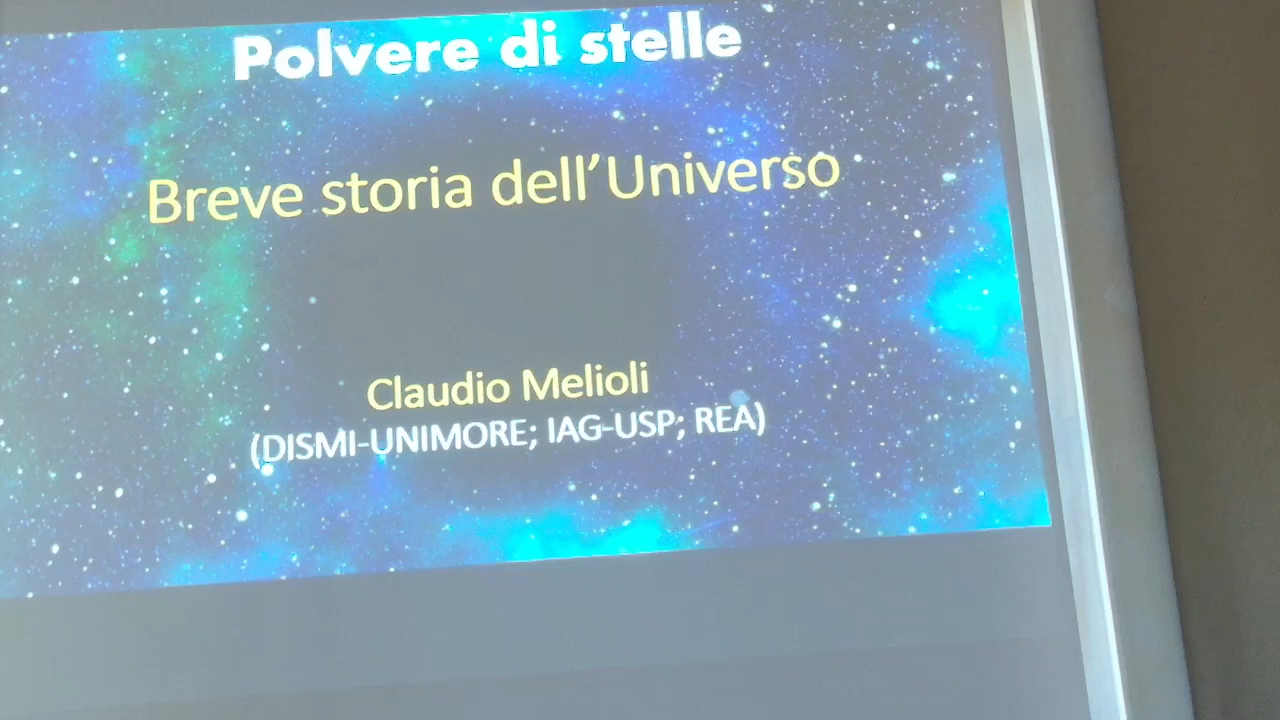 Polvere di stelle
Breve storia dell'Universo
Claudio Melioli
(DISMI-UNIMORE; IAG-USP; REA)